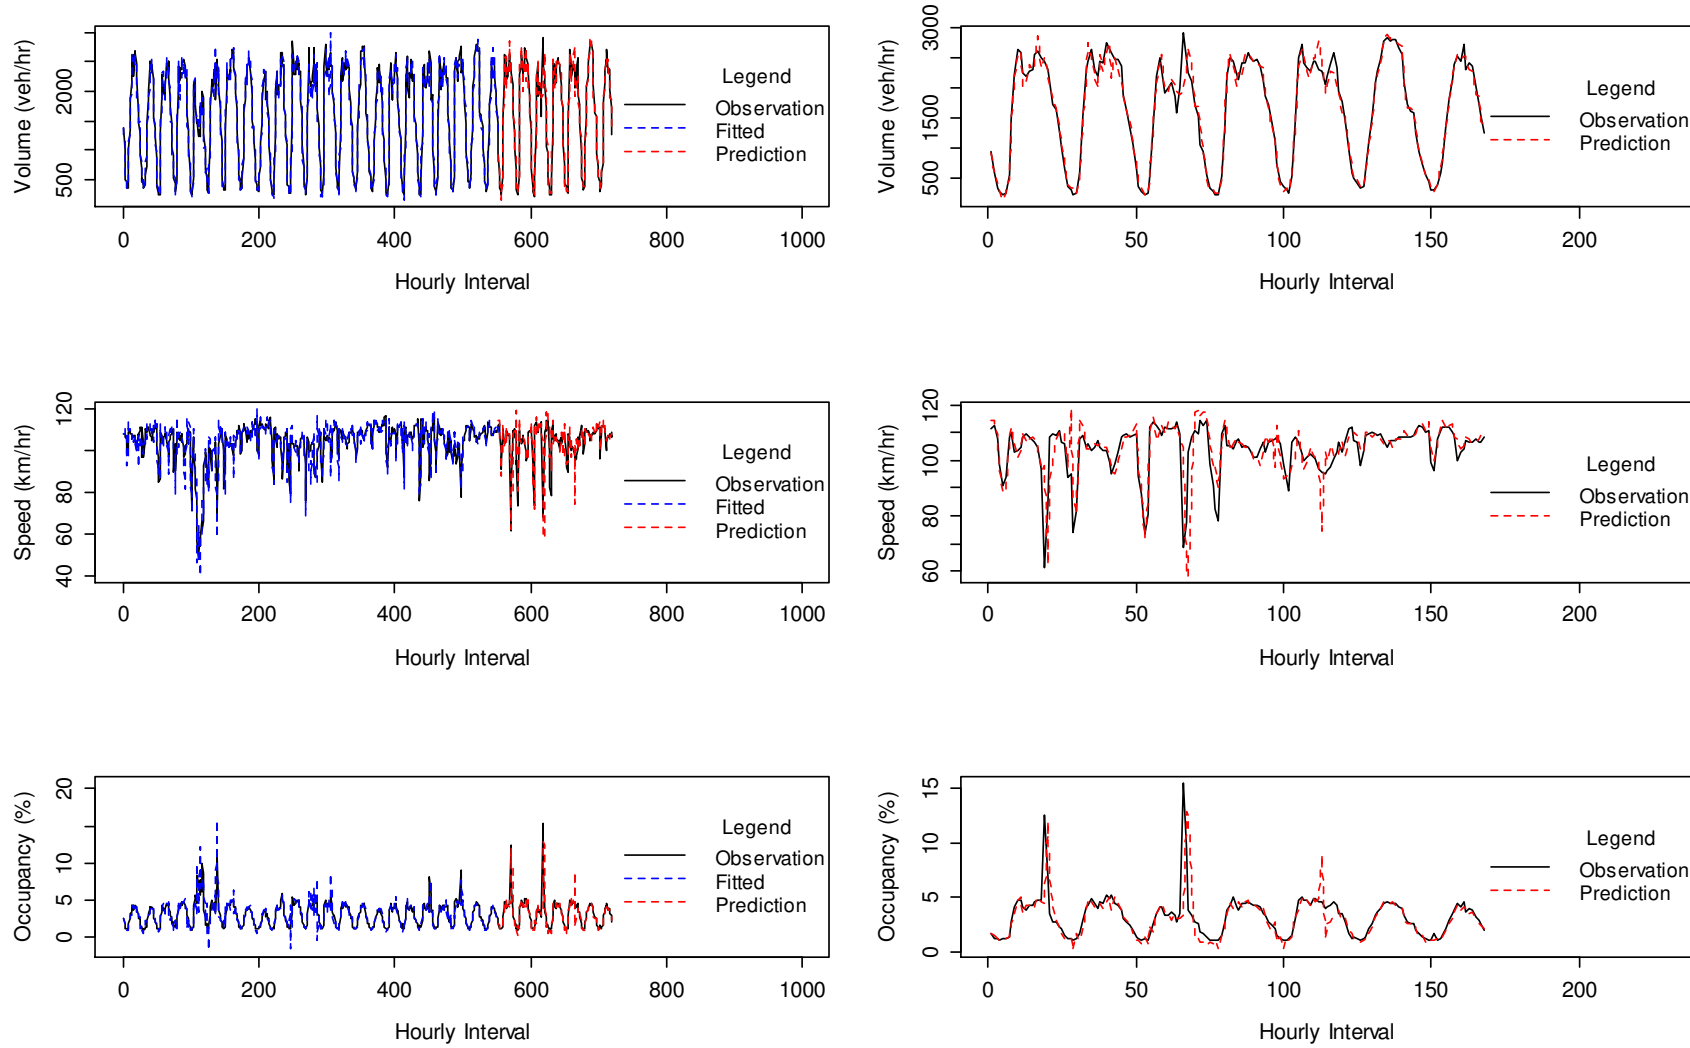 Volume (veh/hr)
2000
500
Legend
Observation
Fitted
Prediction
0 200 400 600 800 1000
Hourly Interval
Volume (veh/hr)
3000
1500
500
Legend
Observation
Prediction
0 50 100 150 200
Hourly Interval
Speed (km/hr)
120
80
60
40
Legend
Observation
Fitted
Prediction
0 200 400 600 800 1000
Hourly Interval
Speed (km/hr)
120
100
80
60
Legend
Observation
Prediction
0 50 100 150 200
Hourly Interval
Occupancy (%)
20
10
5
0
Legend
Observation
Fitted
Prediction
0 200 400 600 800 1000
Hourly Interval
Occupancy (%)
15
10
5
0
Legend
Observation
Prediction
0 50 100 150 200
Hourly Interval